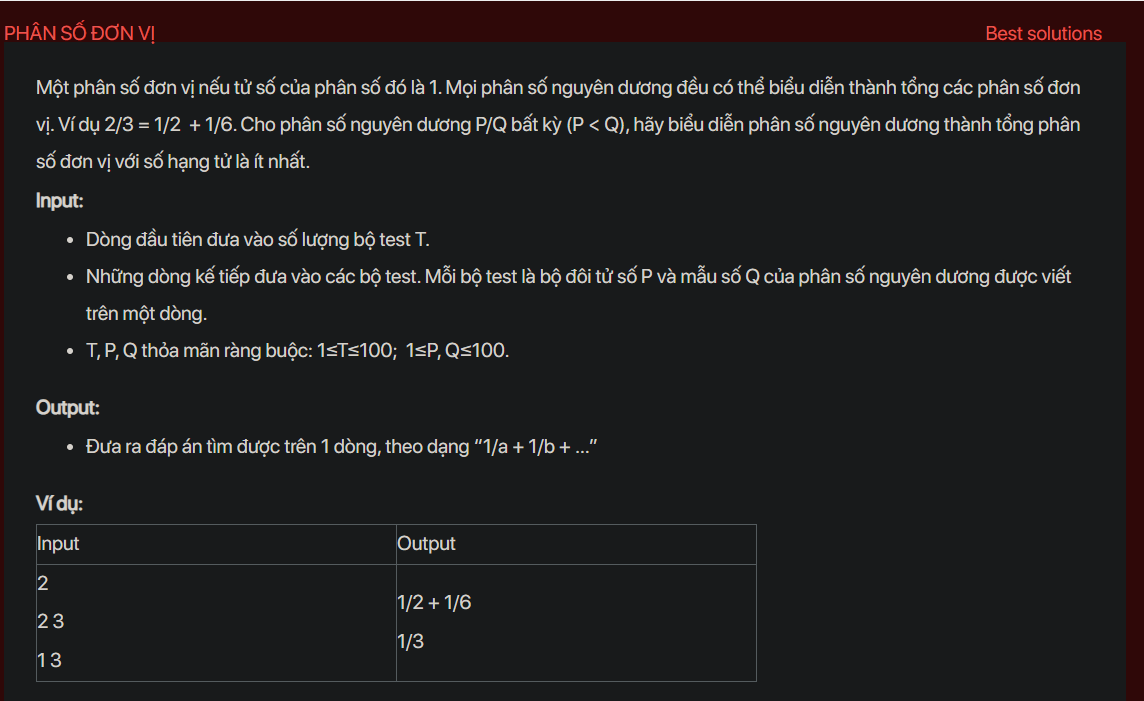 PHÂN SỐ ĐƠN VỊ
Best solutions
Một phân số đơn vị nếu tử số của phân số đó là 1. Mọi phân số nguyên dương đều có thể biểu diễn thành tổng các phân số đơn
vị. Ví dụ 2/3 = 1/2 + 1/6. Cho phân số nguyên dương P/Q bất kỳ (P < Q), hãy biểu diễn phân số nguyên dương thành tổng phân
số đơn vị với số hạng tử là ít nhất.
Input:
• Dòng đầu tiên đưa vào số lượng bộ test T.
• Những dòng kế tiếp đưa vào các bộ test. Mỗi bộ test là bộ đôi tử số P và mẫu số Q của phân số nguyên dương được viết
trên một dòng.
• T, P, Q thỏa mãn ràng buộc: 1≤T≤100; 1≤P, Q≤100.
Output:
• Đưa ra đáp án tìm được trên 1 dòng, theo dạng “1/a + 1/b + …”
Ví dụ:
Input
Output
2
2 3
1 3
1/2 + 1/6
1/3